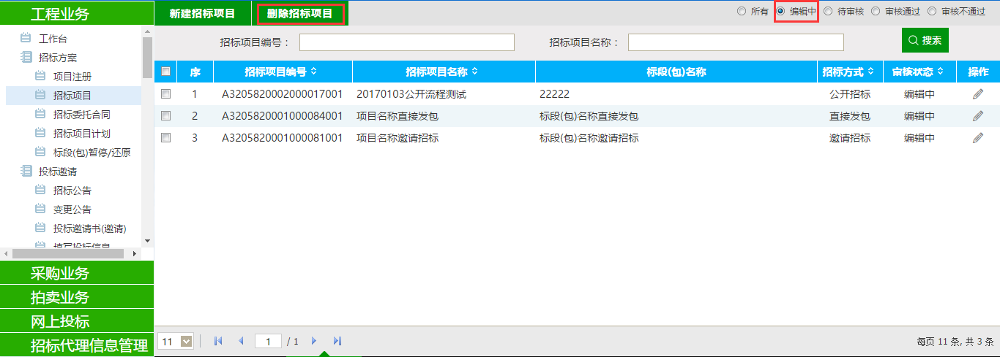 工程业务
工作台
招标方案
项目注册
招标项目
招标委托合同
招标项目计划
标段(包)暂停/还原
投标邀请
招标公告
变更公告
投标邀请书(邀请)
填写投标信息
采购业务
拍卖业务
网上投标
招标代理信息管理
新建招标项目 删除招标项目 所有 编辑中 待审核 审核通过 审核不通过
招标项目编号： 招标项目名称： 搜索
序 招标项目编号 招标项目名称 标段(包)名称 招标方式 审核状态 操作
1 A3205820002000017001 20170103公开流程测试 22222 公开招标 编辑中
2 A3205820001000084001 项目名称直接发包 标段(包)名称直接发包 直接发包 编辑中
3 A3205820001000081001 项目名称邀请招标 标段(包)名称邀请招标 邀请招标 编辑中
11 1 / 1 每页 11 条, 共 3 条